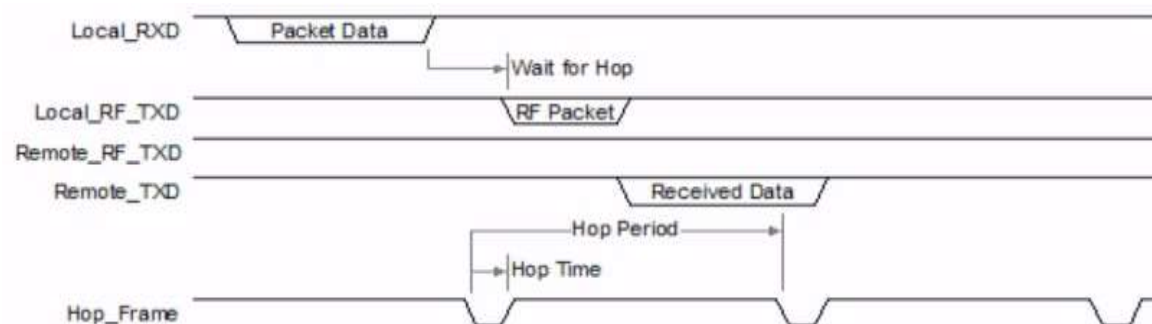 Local_RXD Packet Data
Wait for Hop
Local_RF_TXD RF Packet
Remote_RF_TXD
Remote_TXD Received Data
Hop Period
Hop Time
Hop_Frame